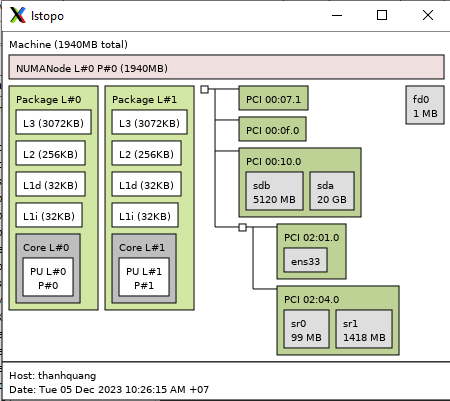 lstopo
Machine (1940MB total)
NUMANode L#0 P#0 (1940MB)
Package L#0
L3 (3072KB)
L2 (256KB)
L1d (32KB)
L1i (32KB)
Core L#0
PU L#0
P#0
Package L#1
L3 (3072KB)
L2 (256KB)
L1d (32KB)
L1i (32KB)
Core L#1
PU L#1
P#1
PCI 00:07.1
PCI 00:0f.0
PCI 00:10.0
sdb
5120 MB
sda
20 GB
PCI 02:01.0
ens33
PCI 02:04.0
sr0
99 MB
sr1
1418 MB
fd0
1 MB
Host: thanhquang
Date: Tue 05 Dec 2023 10:26:15 AM +07